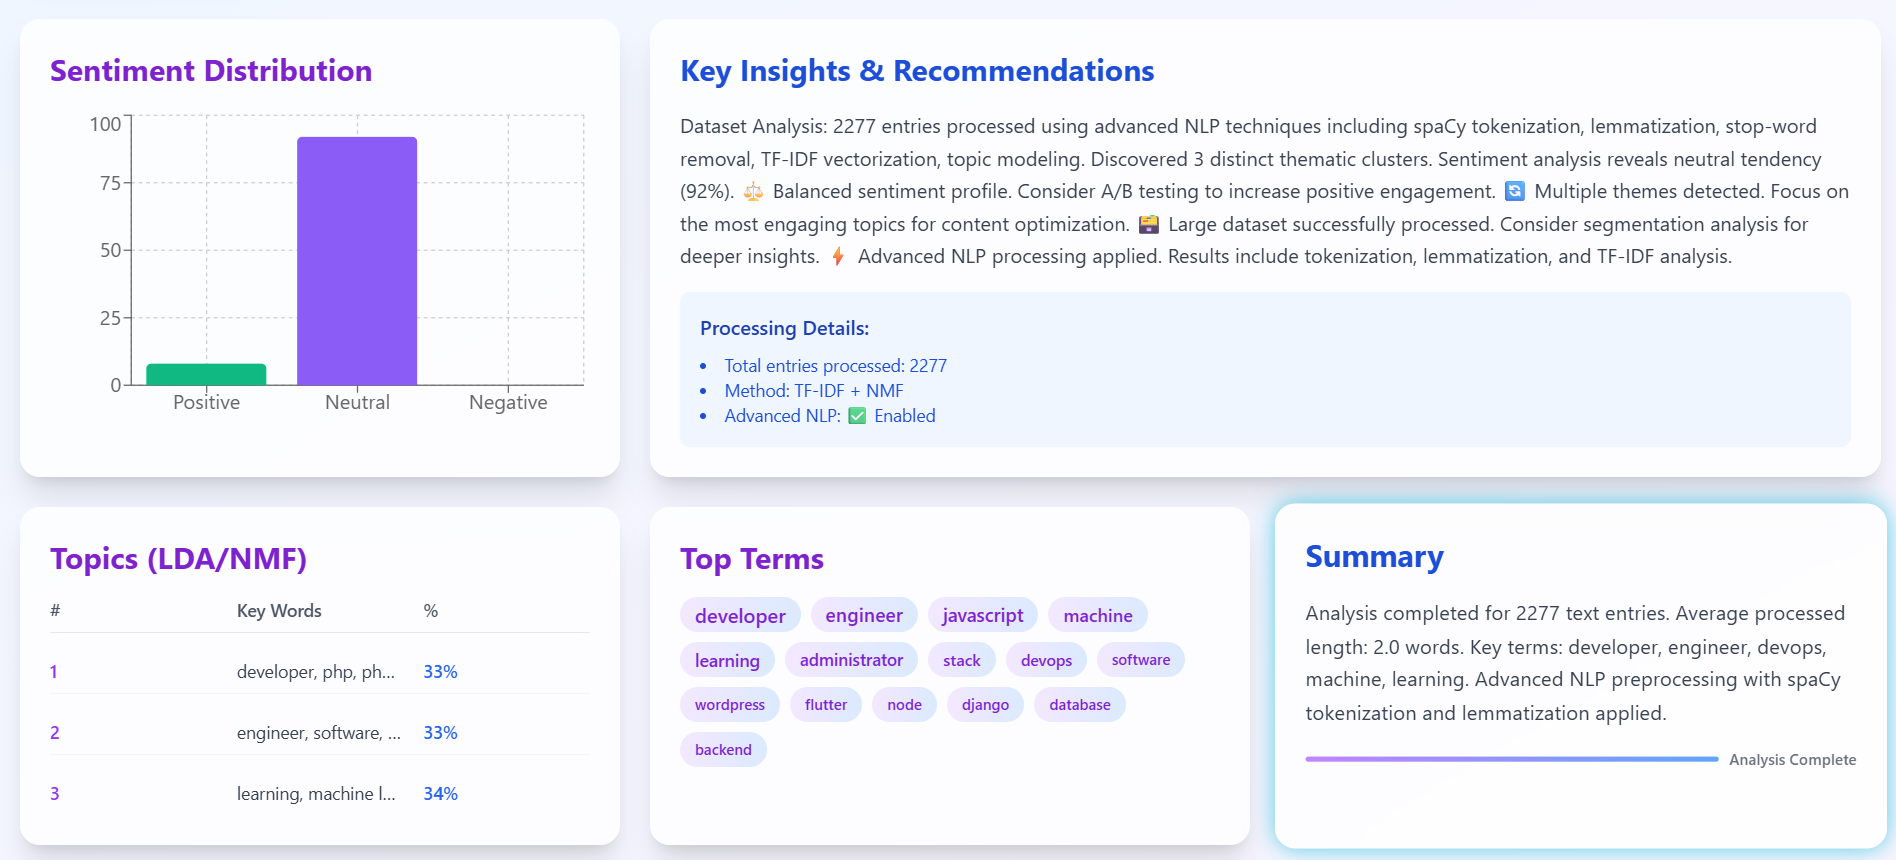 Sentiment Distribution
100
75
50
25
0
Positive
Neutral
Negative
Key Insights & Recommendations
Dataset Analysis: 2277 entries processed using advanced NLP techniques including spaCy tokenization, lemmatization, stop-word
removal, TF-IDF vectorization, topic modeling. Discovered 3 distinct thematic clusters. Sentiment analysis reveals neutral tendency
(92%). ⚖️ Balanced sentiment profile. Consider A/B testing to increase positive engagement. 🔄 Multiple themes detected. Focus on
the most engaging topics for content optimization. 🗃️ Large dataset successfully processed. Consider segmentation analysis for
deeper insights. ⚡ Advanced NLP processing applied. Results include tokenization, lemmatization, and TF-IDF analysis.
Processing Details:
• Total entries processed: 2277
• Method: TF-IDF + NMF
• Advanced NLP: ✅ Enabled
Topics (LDA/NMF)
# Key Words %
1 developer, php, ph... 33%
2 engineer, software, ... 33%
3 learning, machine l... 34%
Top Terms
developer engineer javascript machine
learning administrator stack devops software
wordpress flutter node django database
backend
Summary
Analysis completed for 2277 text entries. Average processed
length: 2.0 words. Key terms: developer, engineer, devops,
machine, learning. Advanced NLP preprocessing with spaCy
tokenization and lemmatization applied.
Analysis Complete